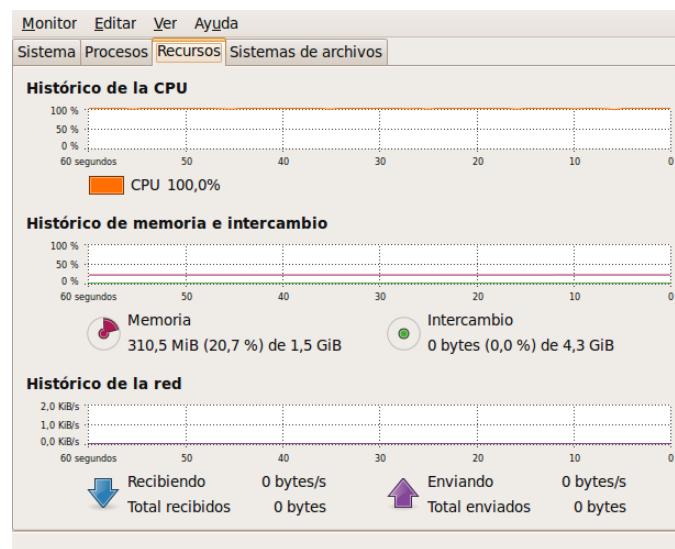 Monitor Editar Ver Ayuda
Sistema Procesos Recursos Sistemas de archivos
Histórico de la CPU
100 %
50 %
0 %
60 segundos 50 40 30 20 10 0
CPU 100,0%
Histórico de memoria e intercambio
100 %
50 %
0 %
60 segundos 50 40 30 20 10 0
Memoria
310,5 MiB (20,7 %) de 1,5 GiB
Intercambio
0 bytes (0,0 %) de 4,3 GiB
Histórico de la red
2,0 KiB/s
1,0 KiB/s
0,0 KiB/s
60 segundos 50 40 30 20 10 0
Recibiendo 0 bytes/s
Total recibidos 0 bytes
Enviando 0 bytes/s
Total enviados 0 bytes